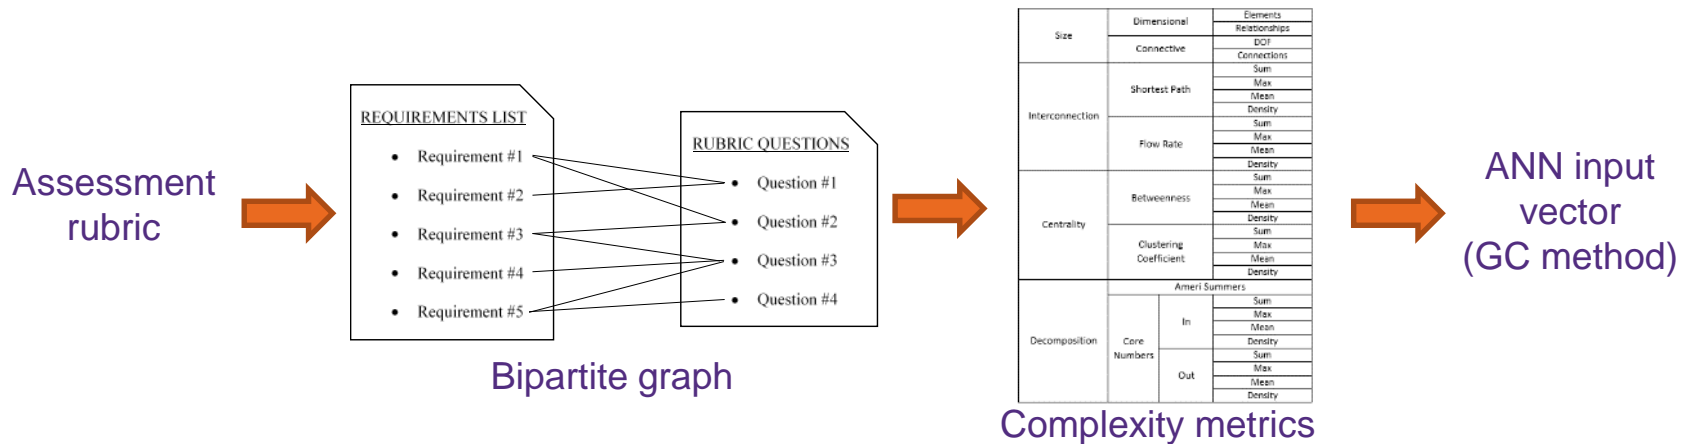 Assessment
rubric
REQUIREMENTS LIST
• Requirement #1
• Requirement #2
• Requirement #3
• Requirement #4
• Requirement #5
RUBRIC QUESTIONS
• Question #1
• Question #2
• Question #3
• Question #4
Bipartite graph
Size
Dimensional
Elements
Relationships
Connective
DOF
Connections
Interconnection
Shortest Path
Sum
Max
Mean
Density
Flow Rate
Sum
Max
Mean
Density
Centrality
Betweenness
Sum
Max
Mean
Density
Clustering
Coefficient
Sum
Max
Mean
Density
Decomposition
Ameri Summers
Core
Numbers
In
Sum
Max
Mean
Density
Out
Sum
Max
Mean
Density
Complexity metrics
ANN input
vector
(GC method)